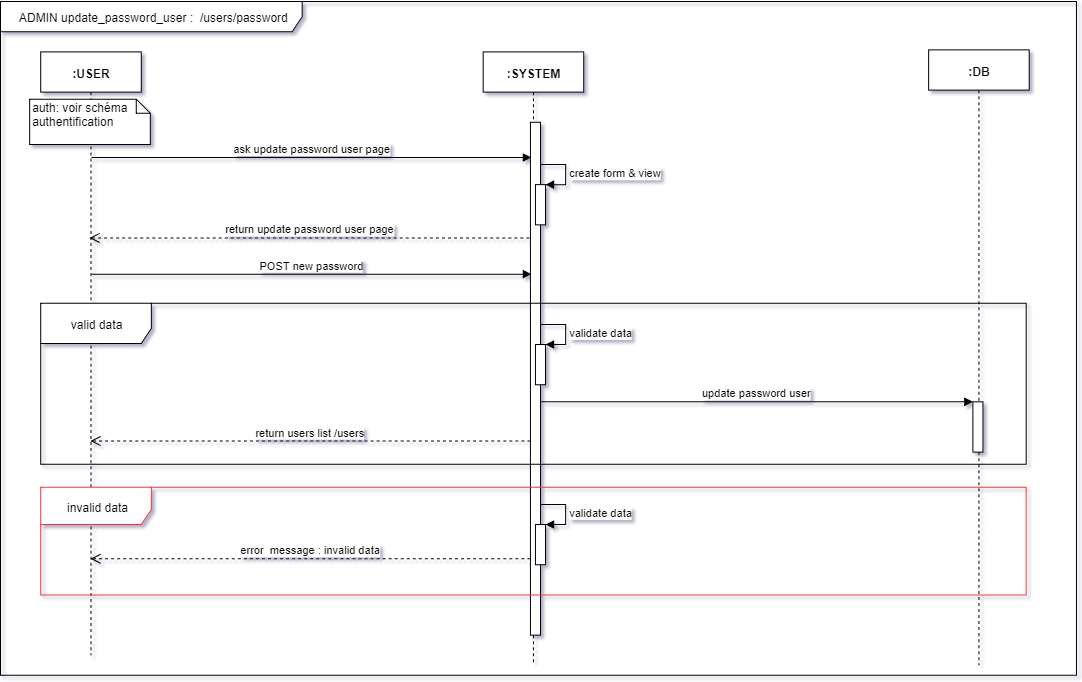 ADMIN update_password_user :  /users/password
:USER
:SYSTEM
:DB
auth: voir schéma
authentification
ask update password user page
create form & view
return update password user page
POST new password
valid data
validate data
update password user
return users list /users
invalid data
validate data
error  message : invalid data